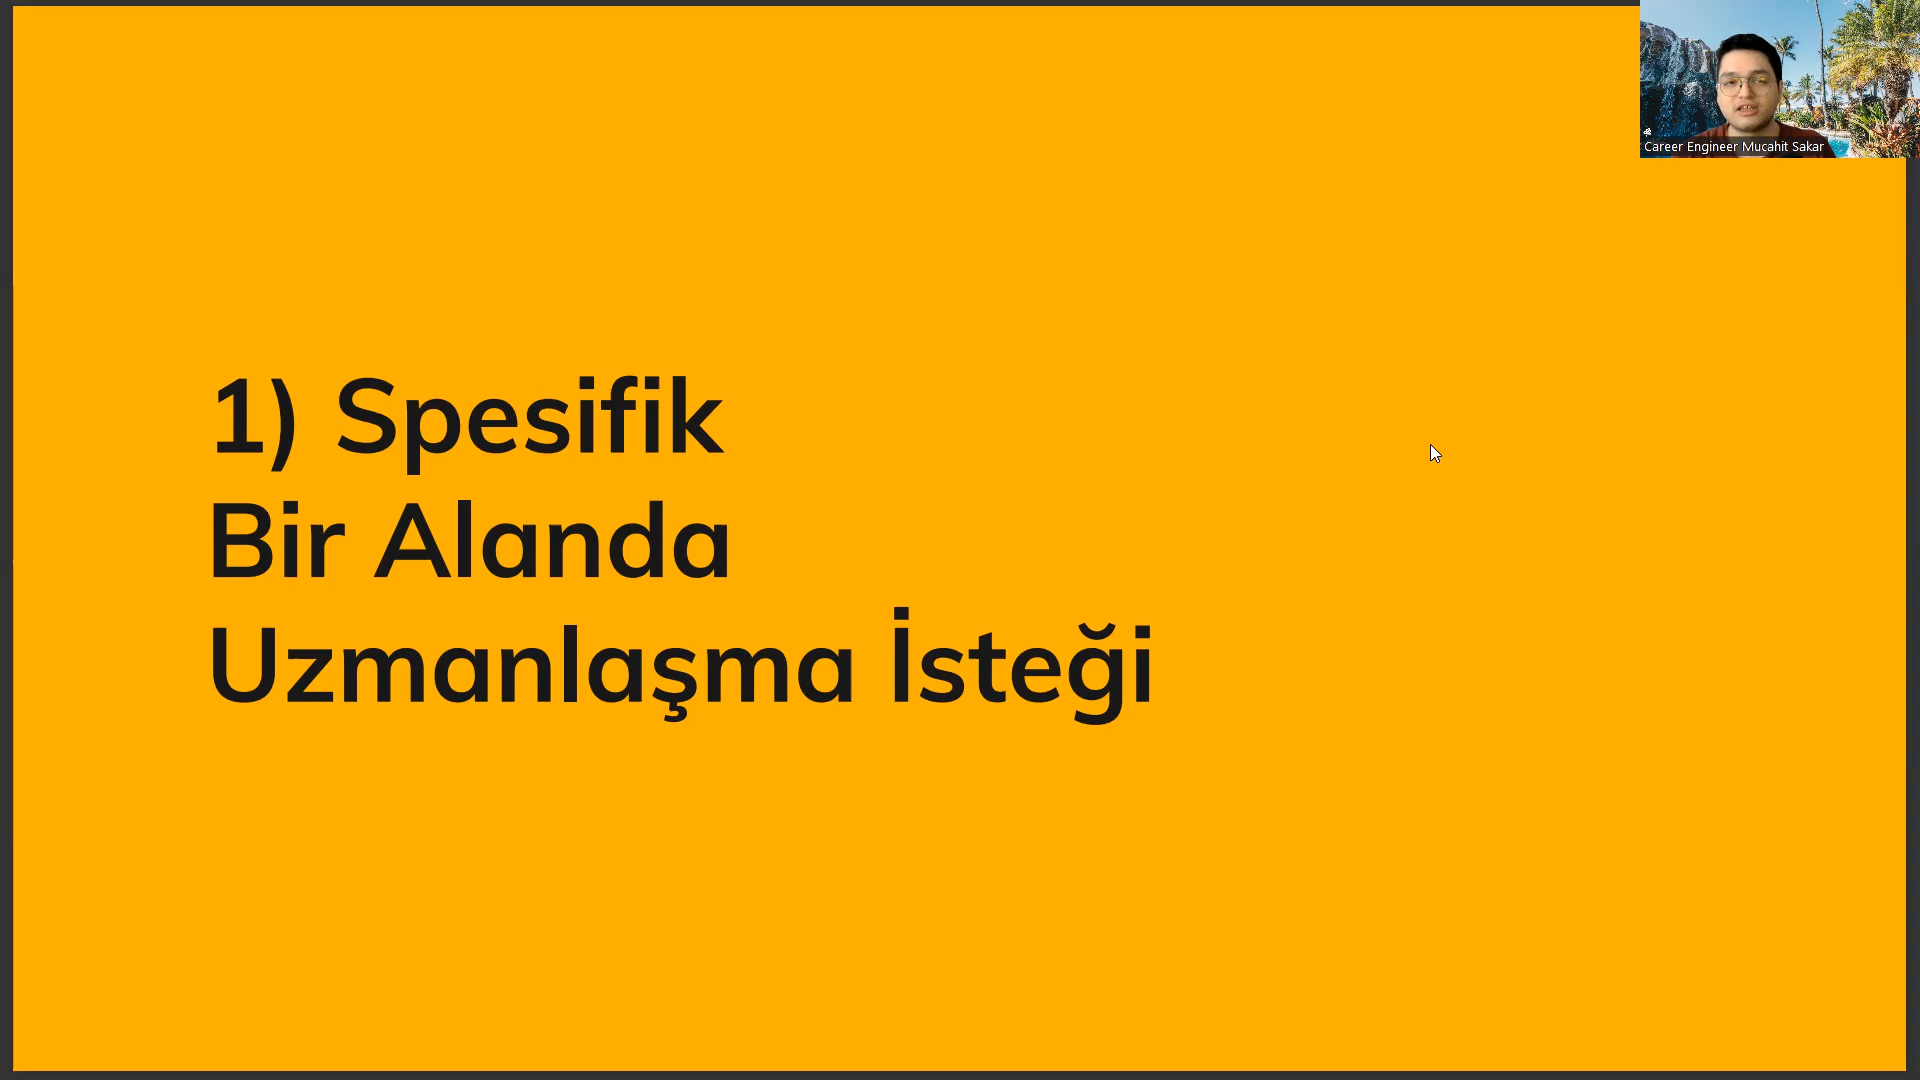 Career Engineer Mucahit Sakar
1) Spesifik
Bir Alanda
Uzmanlaşma İsteği